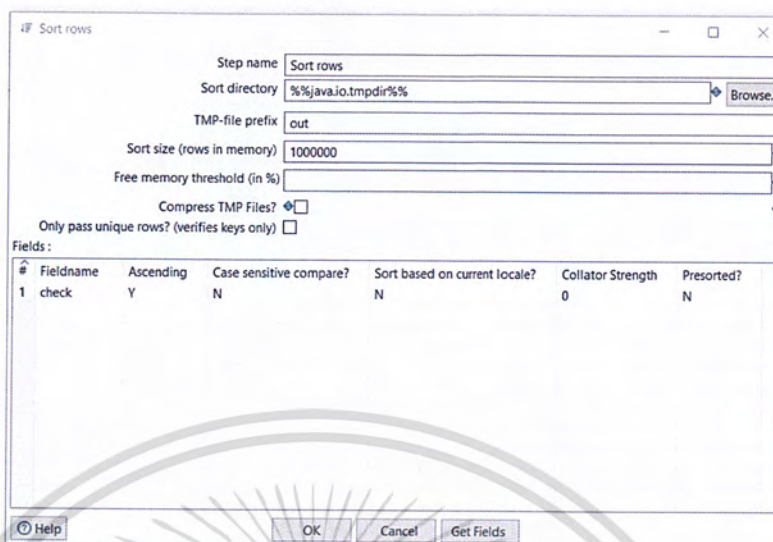 Sort rows
Step name Sort rows
Sort directory %%java.io.tmpdir%% Browse.
TMP-file prefix out
Sort size (rows in memory) 1000000
Free memory threshold (in %)
Compress TMP Files?
Only pass unique rows? (verifies keys only)
Fields :
# Fieldname Ascending Case sensitive compare? Sort based on current locale? Collator Strength Presorted?
1 check Y N N 0 N
Help OK Cancel Get Fields